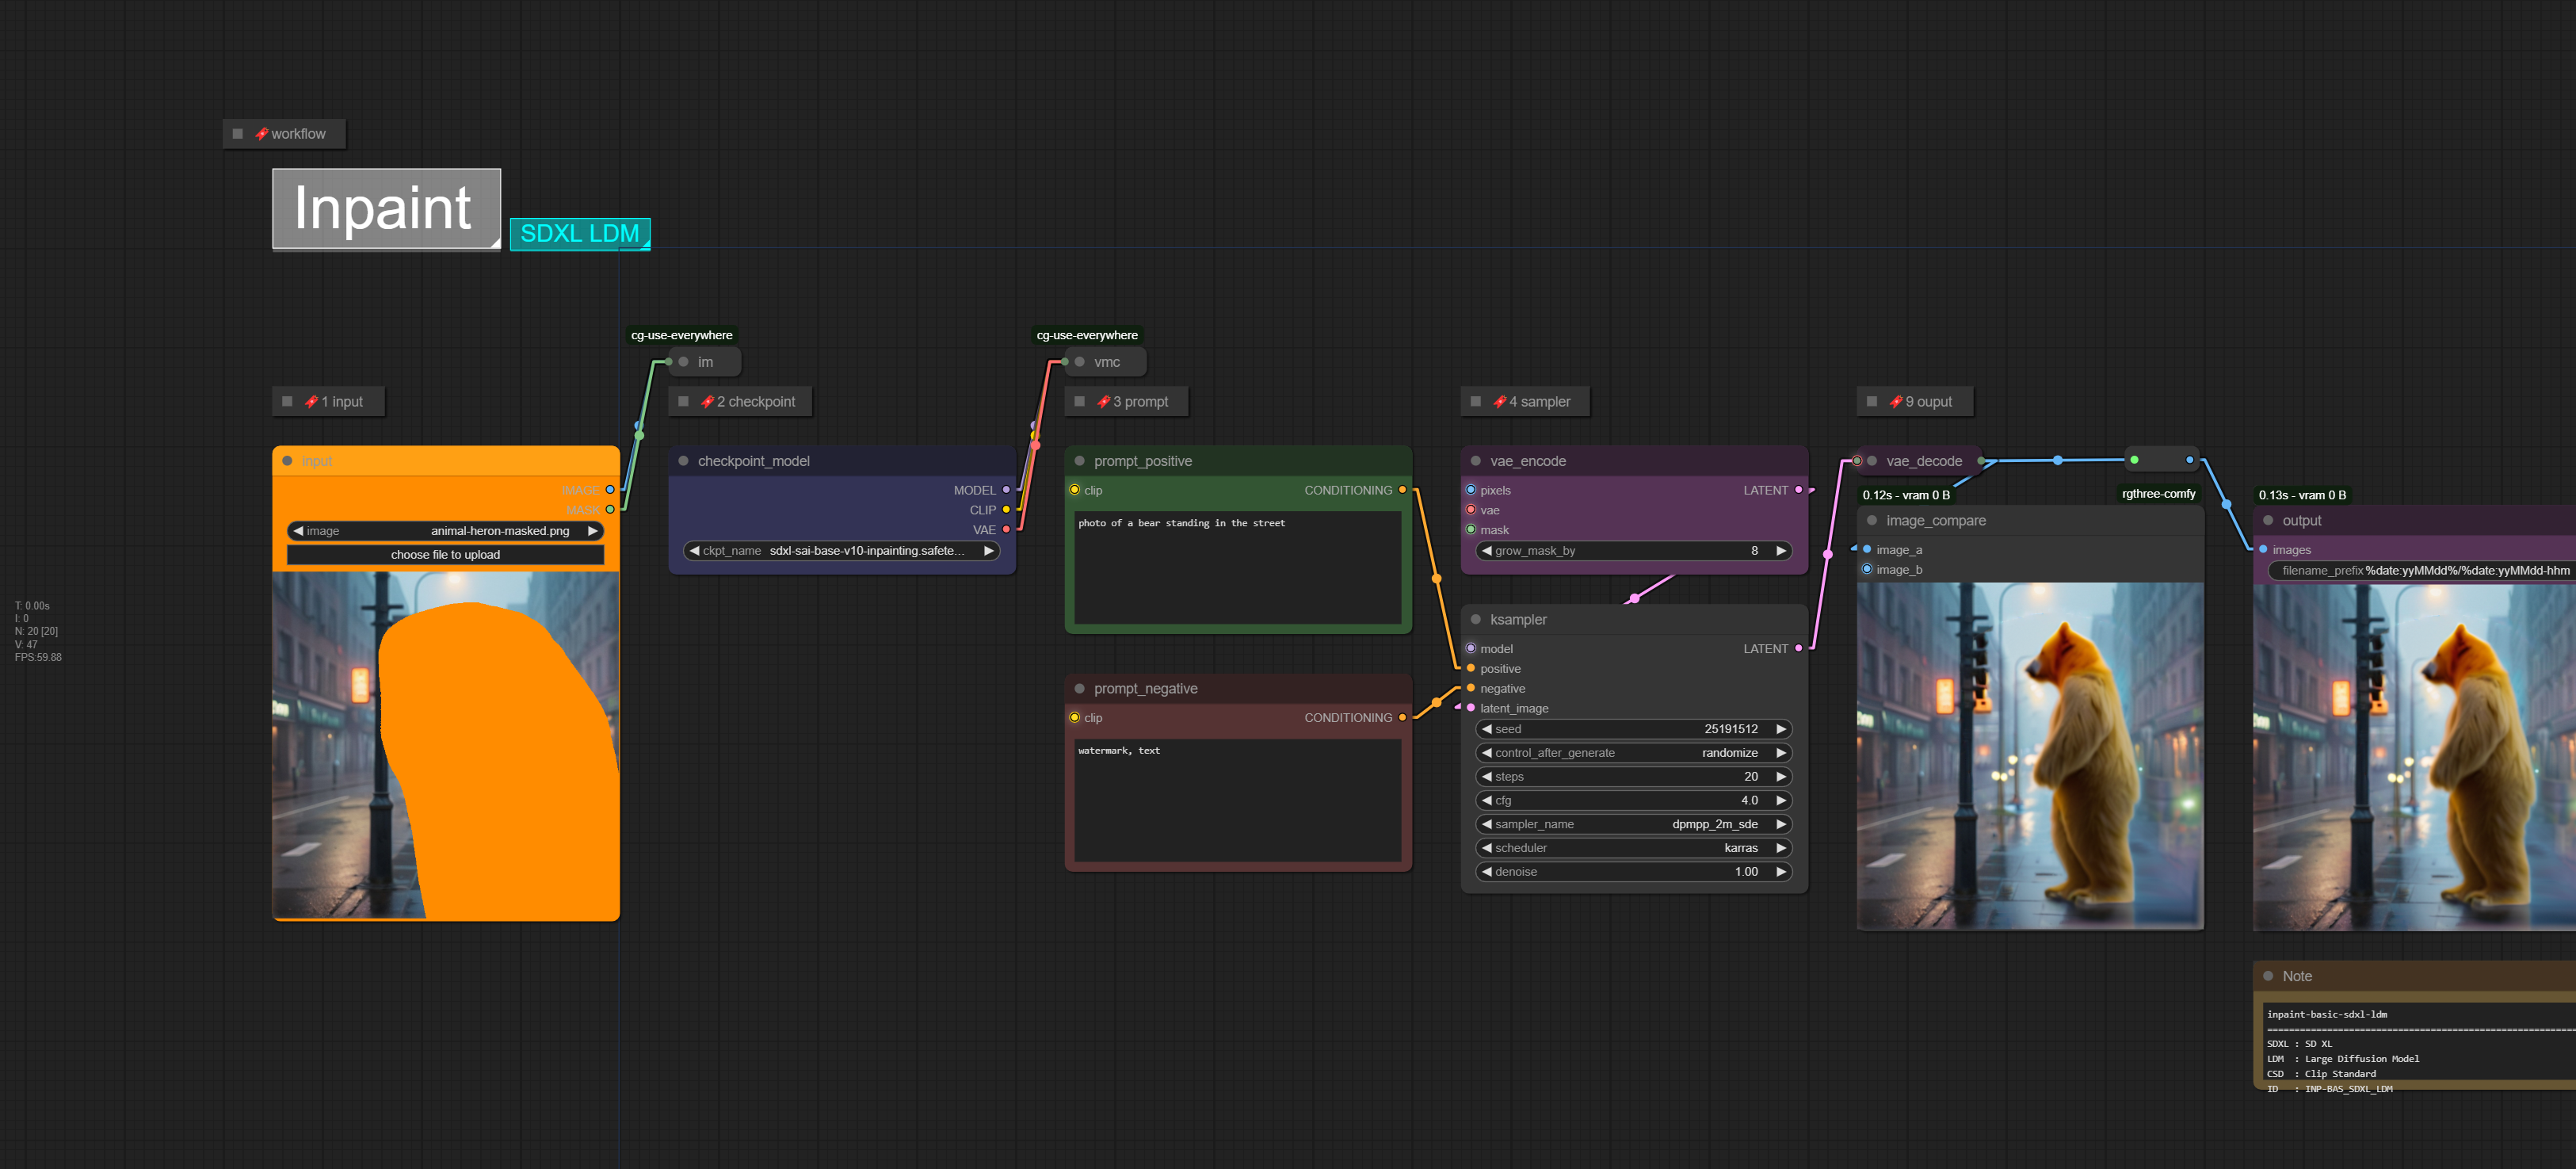 workflow
Inpaint
SDXL LDM
cg-use-everywhere
im
cg-use-everywhere
vmc
1 input
2 checkpoint
3 prompt
4 sampler
9 ouput
input
IMAGE
MASK
image animal-heron-masked.png
choose file to upload
checkpoint_model
MODEL
CLIP
VAE
ckpt_name sdxl-sai-base-v10-inpainting.safete...
prompt_positive
clip CONDITIONING
photo of a bear standing in the street
prompt_negative
clip CONDITIONING
watermark, text
vae_encode
pixels LATENT
vae
mask
grow_mask_by 8
ksampler
model LATENT
positive
negative
latent_image
seed 25191512
control_after_generate randomize
steps 20
cfg 4.0
sampler_name dpmpp_2m_sde
scheduler karras
denoise 1.00
vae_decode
0.12s - vram 0 B
rgthree-comfy
image_compare
image_a
image_b
0.13s - vram 0 B
output
images
filename_prefix %date:yyMMdd%/%date:yyMMdd-hhm
Note
inpaint-basic-sdxl-ldm
=======================================================
SDXL : SD XL
LDM : Large Diffusion Model
CSD : Clip Standard
ID : INP-BAS_SDXL_LDM
T: 0.00s
I: 0
N: 20 [20]
V: 47
FPS:59.88